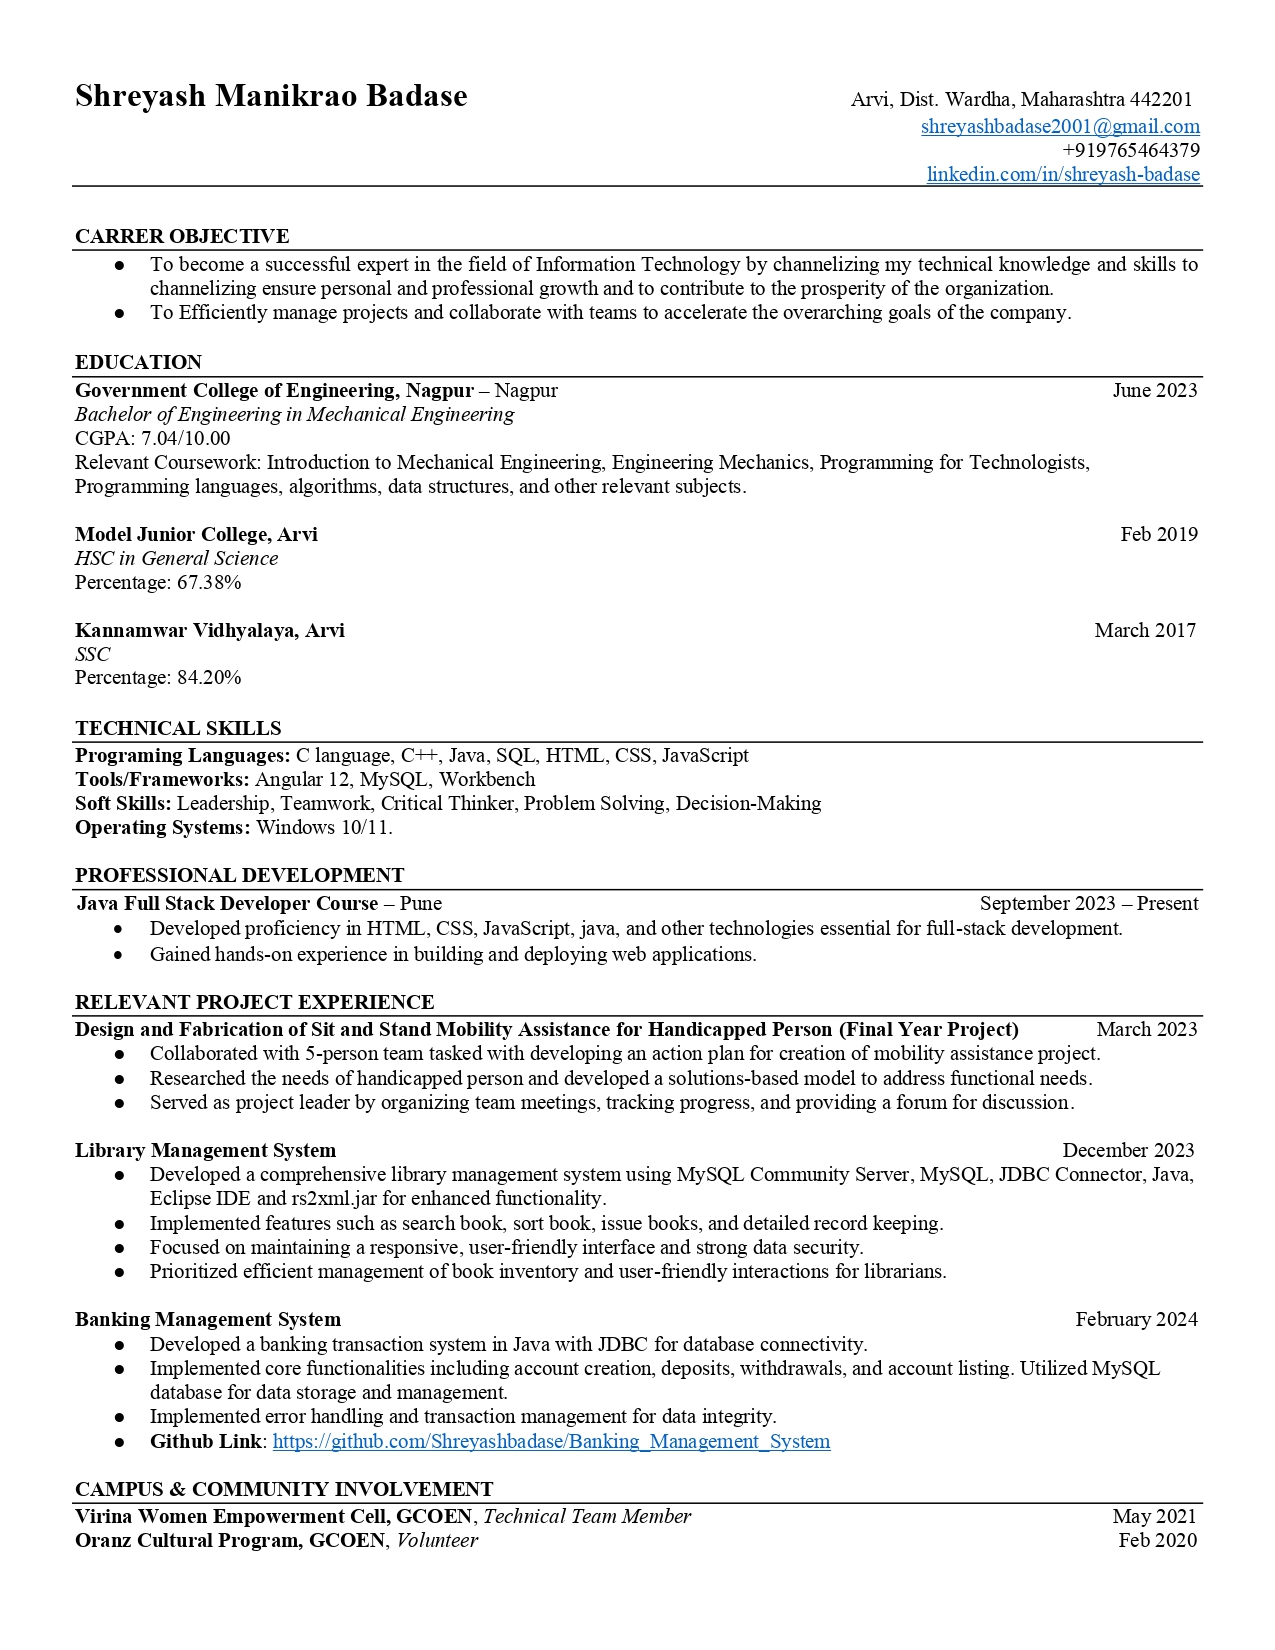 Shreyash Manikrao Badase
Arvi, Dist. Wardha, Maharashtra 442201
shreyashbadase2001@gmail.com
+919765464379
linkedin.com/in/shreyash-badase
CARRER OBJECTIVE
● To become a successful expert in the field of Information Technology by channelizing my technical knowledge and skills to
channelizing ensure personal and professional growth and to contribute to the prosperity of the organization.
● To Efficiently manage projects and collaborate with teams to accelerate the overarching goals of the company.
EDUCATION
Government College of Engineering, Nagpur – Nagpur June 2023
Bachelor of Engineering in Mechanical Engineering
CGPA: 7.04/10.00
Relevant Coursework: Introduction to Mechanical Engineering, Engineering Mechanics, Programming for Technologists,
Programming languages, algorithms, data structures, and other relevant subjects.
Model Junior College, Arvi Feb 2019
HSC in General Science
Percentage: 67.38%
Kannamwar Vidhyalaya, Arvi March 2017
SSC
Percentage: 84.20%
TECHNICAL SKILLS
Programing Languages: C language, C++, Java, SQL, HTML, CSS, JavaScript
Tools/Frameworks: Angular 12, MySQL, Workbench
Soft Skills: Leadership, Teamwork, Critical Thinker, Problem Solving, Decision-Making
Operating Systems: Windows 10/11.
PROFESSIONAL DEVELOPMENT
Java Full Stack Developer Course – Pune September 2023 – Present
● Developed proficiency in HTML, CSS, JavaScript, java, and other technologies essential for full-stack development.
● Gained hands-on experience in building and deploying web applications.
RELEVANT PROJECT EXPERIENCE
Design and Fabrication of Sit and Stand Mobility Assistance for Handicapped Person (Final Year Project) March 2023
● Collaborated with 5-person team tasked with developing an action plan for creation of mobility assistance project.
● Researched the needs of handicapped person and developed a solutions-based model to address functional needs.
● Served as project leader by organizing team meetings, tracking progress, and providing a forum for discussion.
Library Management System December 2023
● Developed a comprehensive library management system using MySQL Community Server, MySQL, JDBC Connector, Java,
Eclipse IDE and rs2xml.jar for enhanced functionality.
● Implemented features such as search book, sort book, issue books, and detailed record keeping.
● Focused on maintaining a responsive, user-friendly interface and strong data security.
● Prioritized efficient management of book inventory and user-friendly interactions for librarians.
Banking Management System February 2024
● Developed a banking transaction system in Java with JDBC for database connectivity.
● Implemented core functionalities including account creation, deposits, withdrawals, and account listing. Utilized MySQL
database for data storage and management.
● Implemented error handling and transaction management for data integrity.
● Github Link: https://github.com/Shreyashbadase/Banking_Management_System
CAMPUS & COMMUNITY INVOLVEMENT
Virina Women Empowerment Cell, GCOEN, Technical Team Member May 2021
Oranz Cultural Program, GCOEN, Volunteer Feb 2020